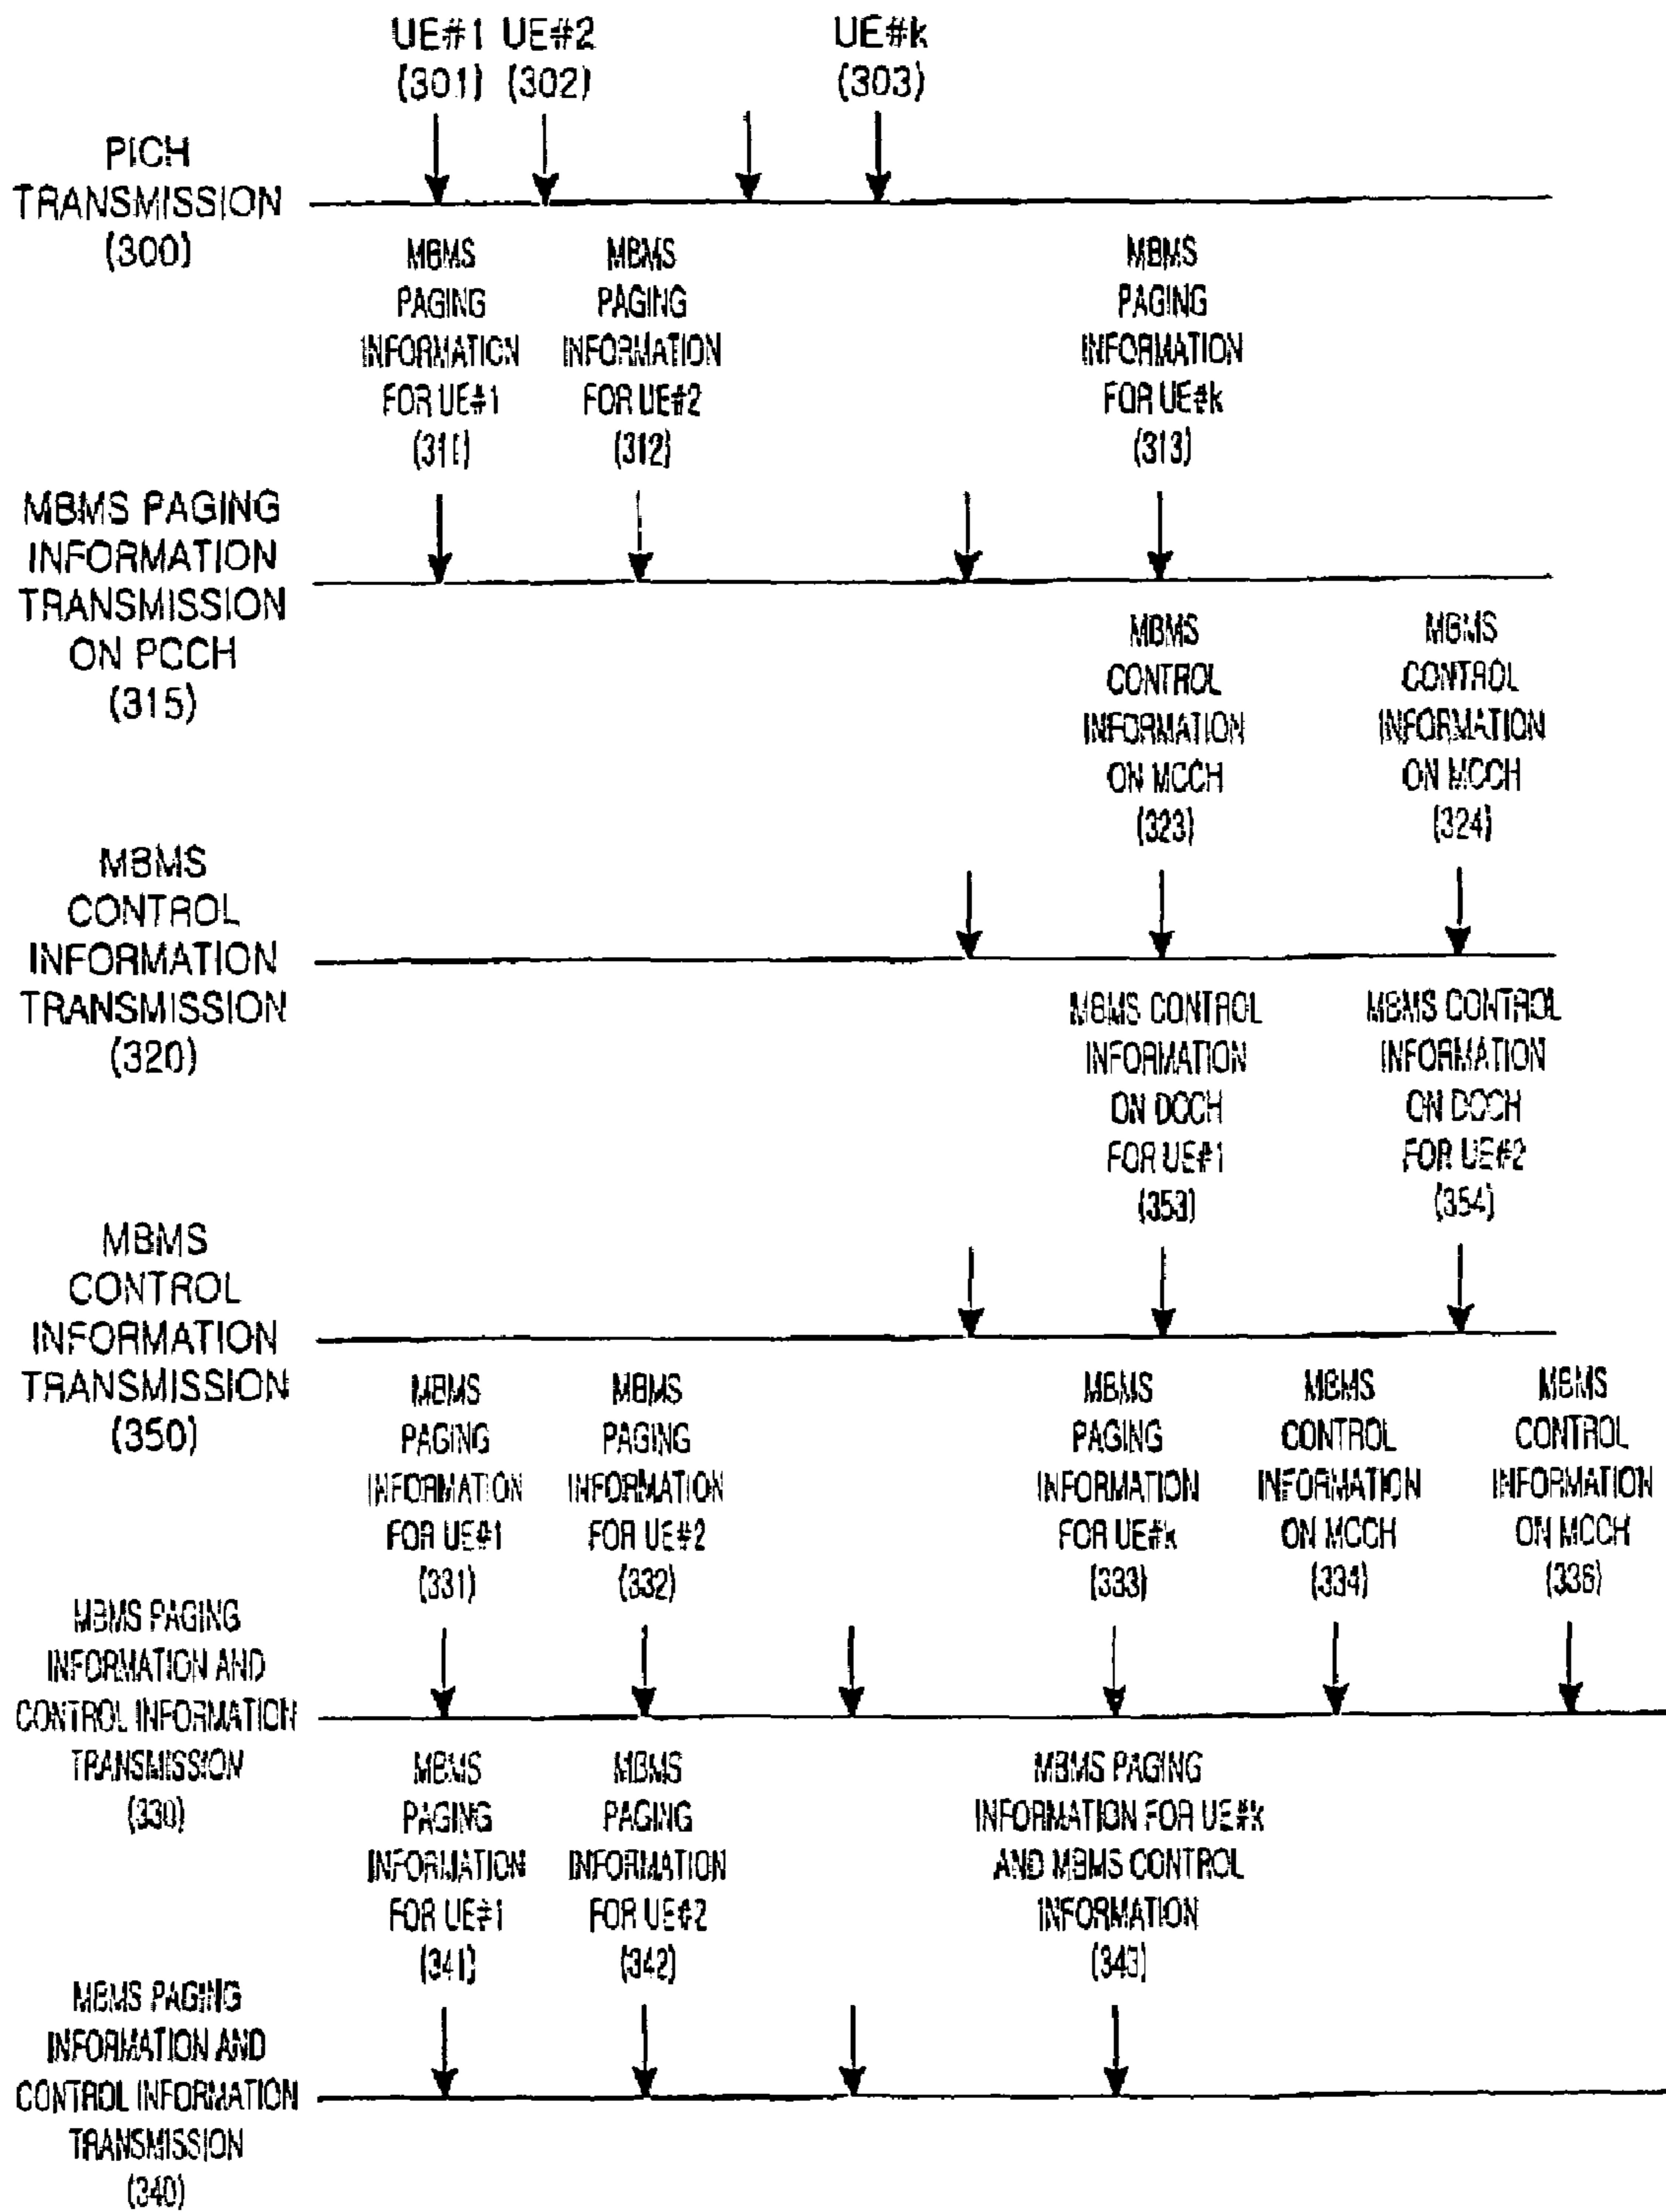 UE#1 UE#2 UE#k
(301) (302) (303)
PICH
TRANSMISSION
(300)
MBMS
PAGING
INFORMATION
FOR UE#1
(311)
MBMS
PAGING
INFORMATION
FOR UE#2
(312)
MBMS
PAGING
INFORMATION
FOR UE#k
(313)
MBMS PAGING
INFORMATION
TRANSMISSION
ON PCCH
(315)
MBMS
CONTROL
INFORMATION
ON MCCH
(323)
MBMS
CONTROL
INFORMATION
ON MCCH
(324)
MBMS
CONTROL
INFORMATION
TRANSMISSION
(320)
MBMS CONTROL
INFORMATION
ON DCCH
FOR UE#1
(353)
MBMS CONTROL
INFORMATION
ON DCCH
FOR UE#2
(354)
MBMS
CONTROL
INFORMATION
TRANSMISSION
(350)
MBMS
PAGING
INFORMATION
FOR UE#1
(331)
MBMS
PAGING
INFORMATION
FOR UE#2
(332)
MBMS
PAGING
INFORMATION
FOR UE#k
(333)
MBMS
CONTROL
INFORMATION
ON MCCH
(334)
MBMS
CONTROL
INFORMATION
ON MCCH
(336)
MBMS PAGING
INFORMATION AND
CONTROL INFORMATION
TRANSMISSION
(330)
MBMS
PAGING
INFORMATION
FOR UE#1
(341)
MBMS
PAGING
INFORMATION
FOR UE#2
(342)
MBMS PAGING
INFORMATION FOR UE#k
AND MBMS CONTROL
INFORMATION
(343)
MBMS PAGING
INFORMATION AND
CONTROL INFORMATION
TRANSMISSION
(340)